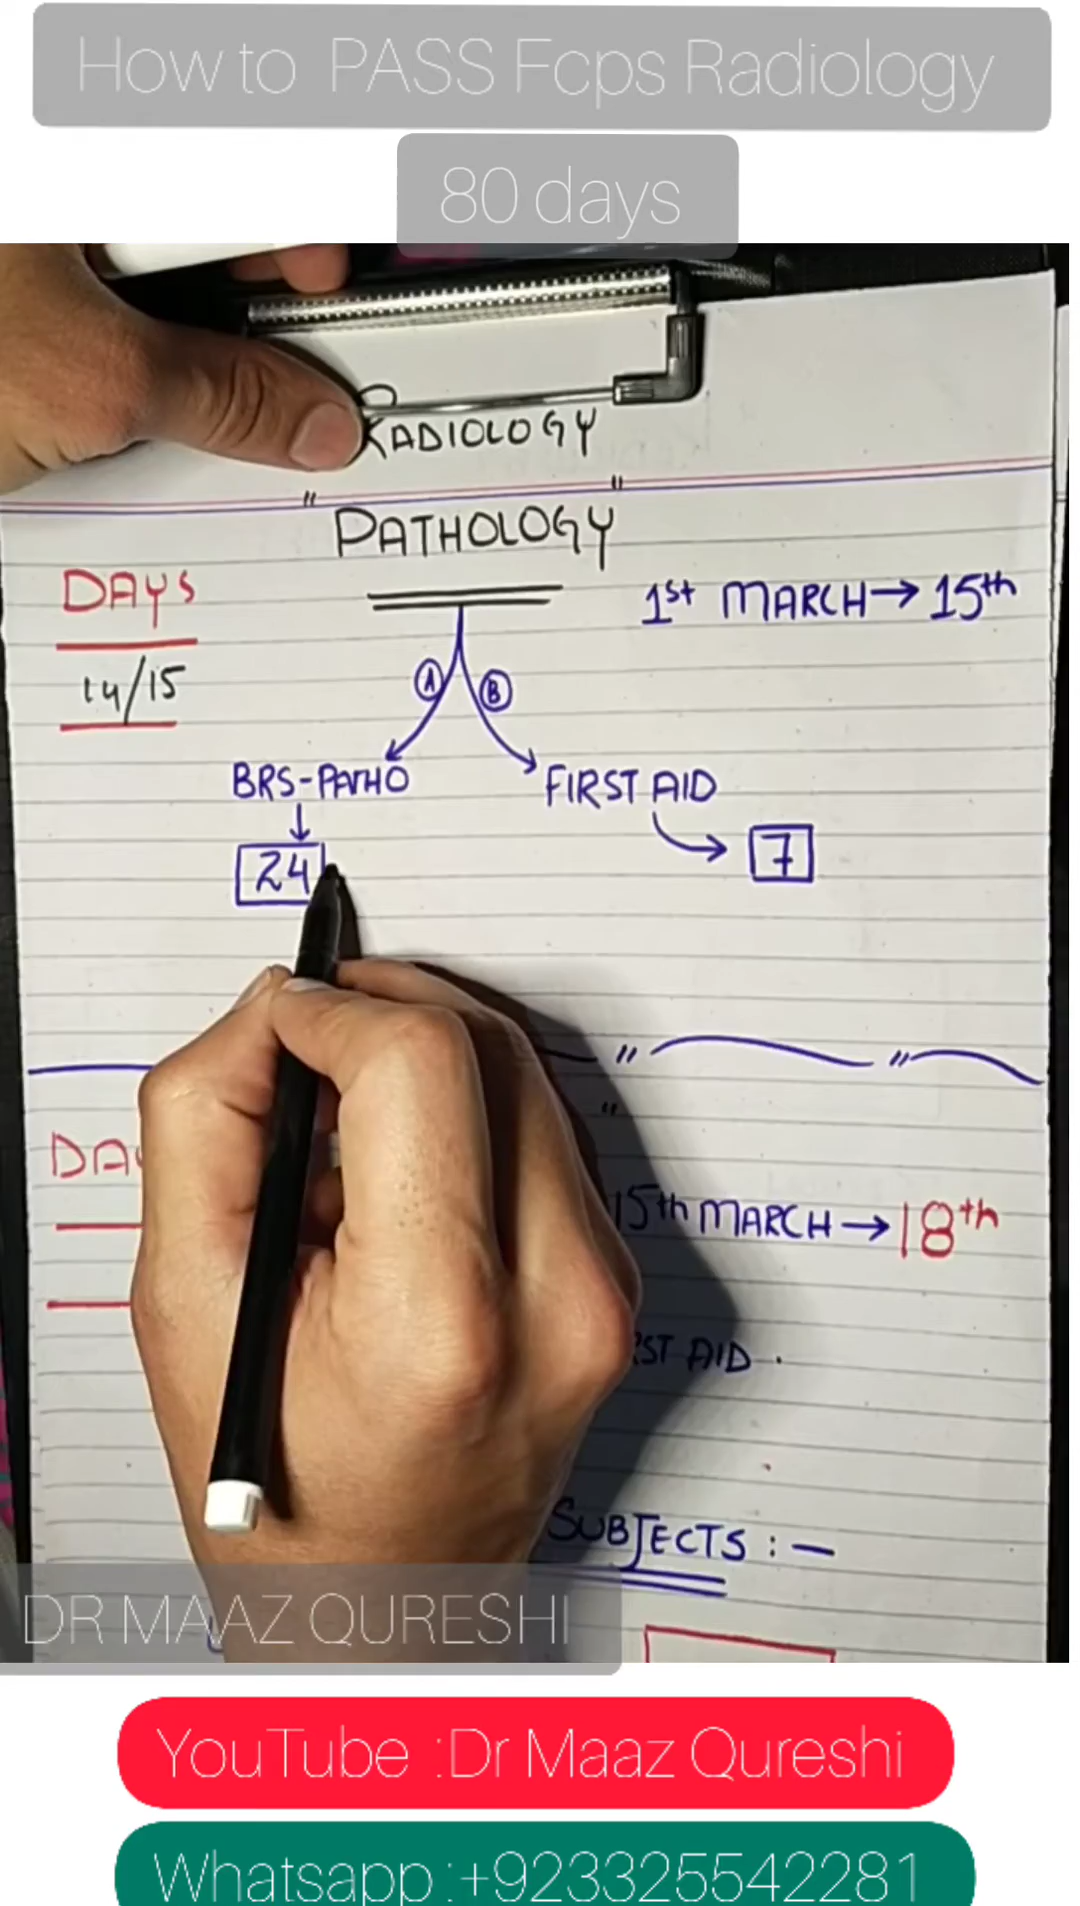 How to PASS Fcps Radiology
80 days
RADIOLOGY
"PATHOLOGY"
DAYS
1st MARCH → 15th
14/15
A B
BRS-PATHO
FIRST AID
24
7
" "
"
15th MARCH → 18th
AID .
SUBJECTS : —
DR MAAZ QURESHI
YouTube :Dr Maaz Qureshi
Whatsapp :+923325542281